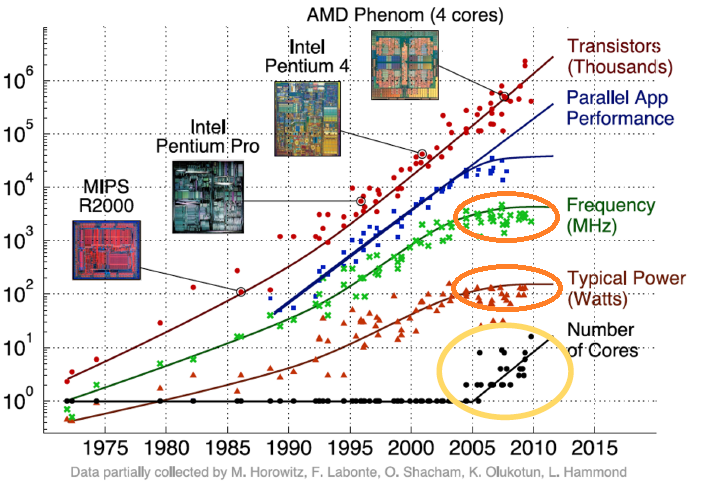 AMD Phenom (4 cores)
Intel
Pentium 4
Intel
Pentium Pro
MIPS
R2000
Transistors
(Thousands)
Parallel App
Performance
Frequency
(MHz)
Typical Power
(Watts)
Number
of Cores
10^6
10^5
10^4
10^3
10^2
10^1
10^0
1975 1980 1985 1990 1995 2000 2005 2010 2015
Data partially collected by M. Horowitz, F. Labonte, O. Shacham, K. Olukotun, L. Hammond